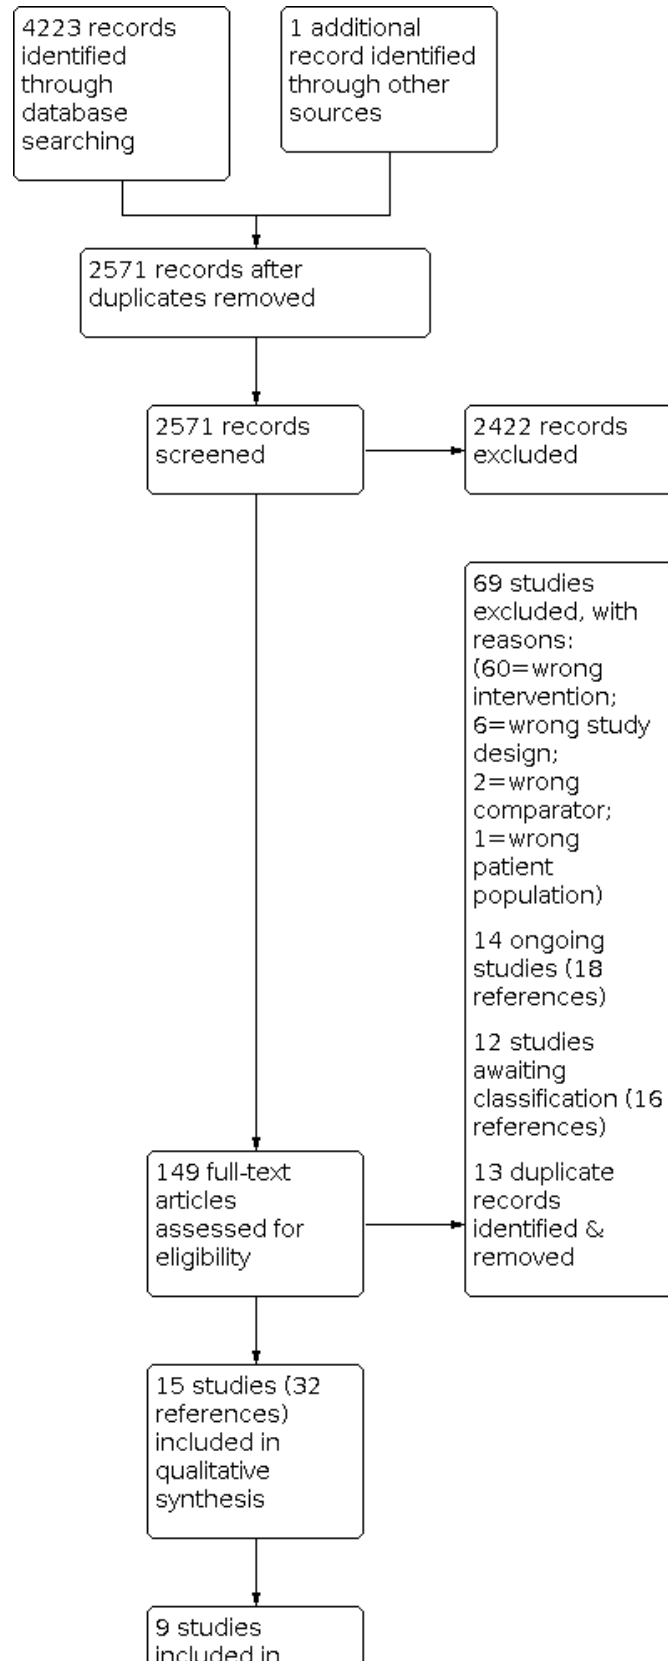 4223 records
identified
through
database
searching
1 additional
record identified
through other
sources
2571 records after
duplicates removed
2571 records
screened
2422 records
excluded
69 studies
excluded, with
reasons:
(60=wrong
intervention;
6=wrong study
design;
2=wrong
comparator;
1=wrong
patient
population)
14 ongoing
studies (18
references)
12 studies
awaiting
classification (16
references)
13 duplicate
records
identified &
removed
149 full-text
articles
assessed for
eligibility
15 studies (32
references)
included in
qualitative
synthesis
9 studies
included in